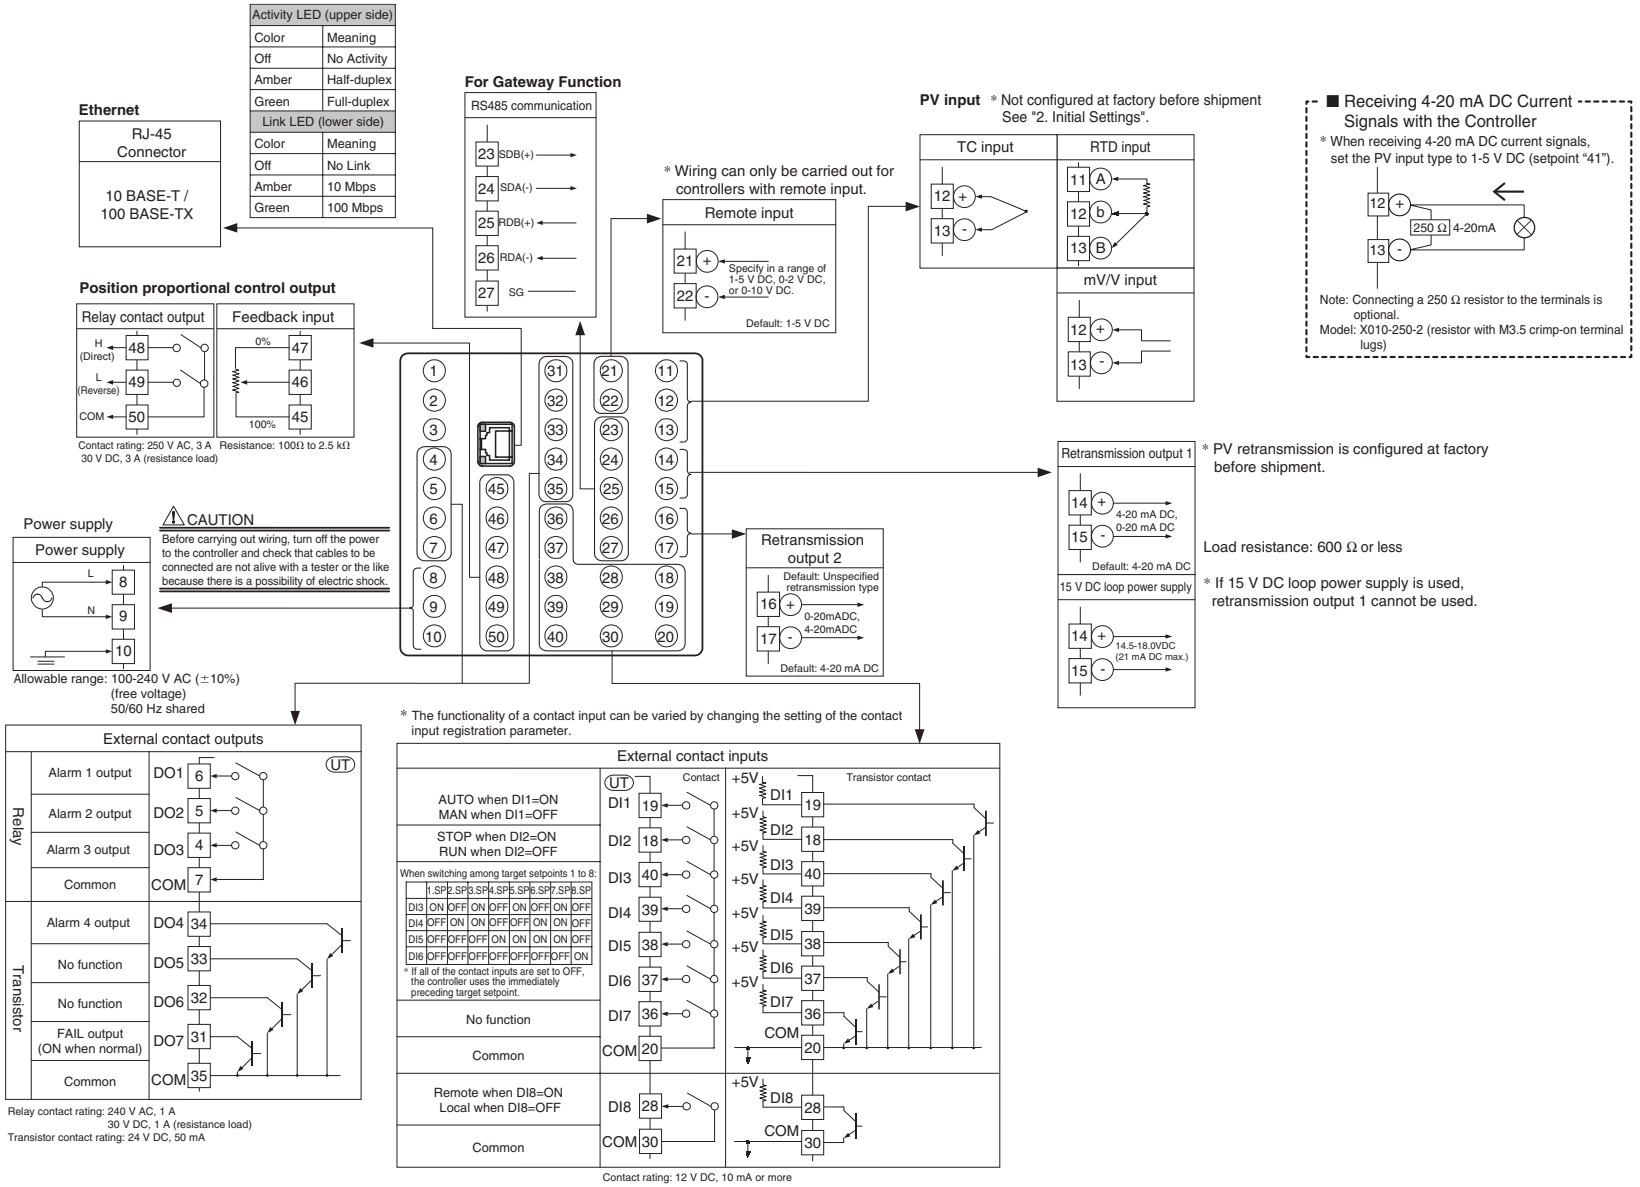 Activity LED (upper side)
Color Meaning
Off No Activity
Amber Half-duplex
Green Full-duplex
Link LED (lower side)
Color Meaning
Off No Link
Amber 10 Mbps
Green 100 Mbps
Ethernet
RJ-45
Connector
10 BASE-T /
100 BASE-TX
For Gateway Function
RS485 communication
23 SDB(+)
24 SDA(-)
25 RDB(+)
26 RDA(-)
27 SG
* Wiring can only be carried out for
controllers with remote input.
Remote input
21 +
22 -
Specify in a range of
1-5 V DC, 0-2 V DC,
or 0-10 V DC.
Default: 1-5 V DC
PV input * Not configured at factory before shipment
See "2. Initial Settings".
TC input
12 +
13 -
RTD input
11 A
12 b
13 B
mV/V input
12 +
13 -
■ Receiving 4-20 mA DC Current
Signals with the Controller
* When receiving 4-20 mA DC current signals,
set the PV input type to 1-5 V DC (setpoint “41”).
12 +
250 Ω 4-20mA
13 -
Note: Connecting a 250 Ω resistor to the terminals is
optional.
Model: X010-250-2 (resistor with M3.5 crimp-on terminal
lugs)
Position proportional control output
Relay contact output
H
(Direct)
48
L
(Reverse)
49
COM 50
Feedback input
0% 47
46
100% 45
Contact rating: 250 V AC, 3 A
30 V DC, 3 A (resistance load)
Resistance: 100Ω to 2.5 kΩ
1 31 21 11
2 32 22 12
3 33 23 13
4 34 24 14
5 45 35 25 15
6 46 36 26 16
7 47 37 27 17
8 48 38 28 18
9 49 39 29 19
10 50 40 30 20
Power supply
Power supply
L 8
N 9
10
Allowable range: 100-240 V AC (±10%)
(free voltage)
50/60 Hz shared
CAUTION
Before carrying out wiring, turn off the power
to the controller and check that cables to be
connected are not alive with a tester or the like
because there is a possibility of electric shock.
Retransmission
output 2
Default: Unspecified
retransmission type
16 +
0-20mADC,
4-20mADC
17 -
Default: 4-20 mA DC
Retransmission output 1
14 +
4-20 mA DC,
0-20 mA DC
15 -
Default: 4-20 mA DC
15 V DC loop power supply
14 +
14.5-18.0VDC
(21 mA DC max.)
15 -
* PV retransmission is configured at factory
before shipment.
Load resistance: 600 Ω or less
* If 15 V DC loop power supply is used,
retransmission output 1 cannot be used.
External contact outputs
UT
Relay
Alarm 1 output DO1 6
Alarm 2 output DO2 5
Alarm 3 output DO3 4
Common COM 7
Transistor
Alarm 4 output DO4 34
No function DO5 33
No function DO6 32
FAIL output
(ON when normal)
DO7 31
Common COM 35
Relay contact rating: 240 V AC, 1 A
30 V DC, 1 A (resistance load)
Transistor contact rating: 24 V DC, 50 mA
* The functionality of a contact input can be varied by changing the setting of the contact
input registration parameter.
External contact inputs
AUTO when DI1=ON
MAN when DI1=OFF
STOP when DI2=ON
RUN when DI2=OFF
When switching among target setpoints 1 to 8:
1.SP 2.SP 3.SP 4.SP 5.SP 6.SP 7.SP 8.SP
DI3 ON OFF ON OFF ON OFF ON OFF
DI4 OFF ON ON OFF OFF ON ON OFF
DI5 OFF OFF OFF ON ON ON ON OFF
DI6 OFF OFF OFF OFF OFF OFF OFF ON
* If all of the contact inputs are set to OFF,
the controller uses the immediately
preceding target setpoint.
No function
Common
Remote when DI8=ON
Local when DI8=OFF
Common
UT
Contact
DI1 19
DI2 18
DI3 40
DI4 39
DI5 38
DI6 37
DI7 36
COM 20
DI8 28
COM 30
Transistor contact
+5V DI1 19
+5V DI2 18
+5V DI3 40
+5V DI4 39
+5V DI5 38
+5V DI6 37
+5V DI7 36
COM 20
+5V DI8 28
COM 30
Contact rating: 12 V DC, 10 mA or more